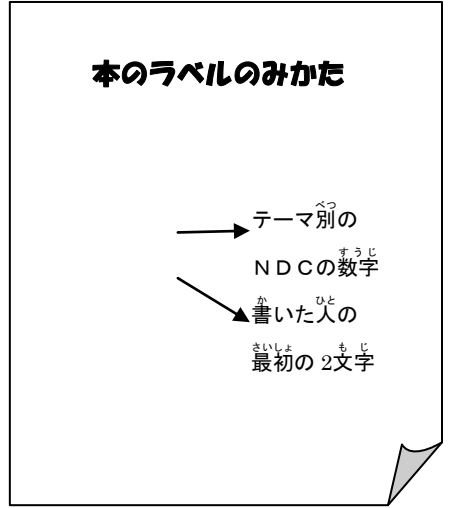 本のラベルのみかた
テーマ別の
ＮＤＣの数字
書いた人の
最初の 2文字